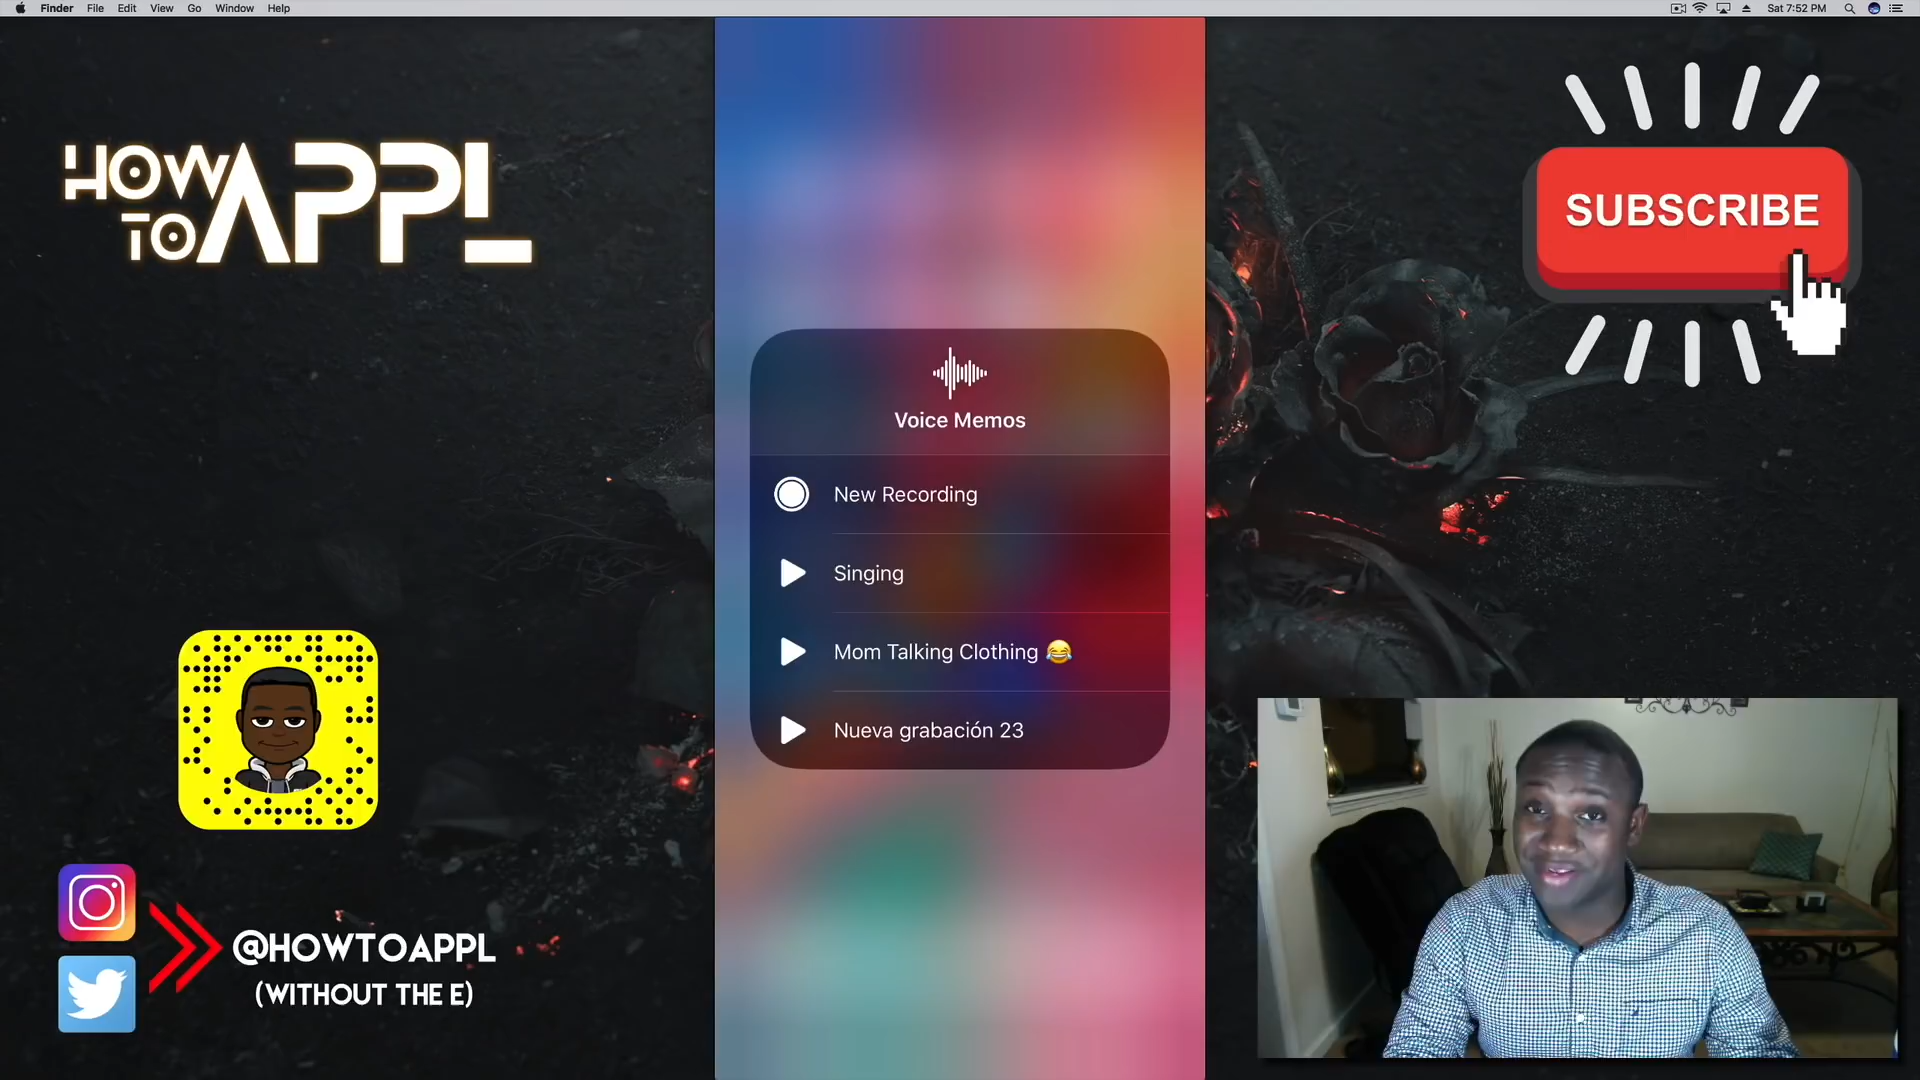 Finder File Edit View Go Window Help
Sat 7:52 PM
HOW TO APPL
SUBSCRIBE
Voice Memos
New Recording
Singing
Mom Talking Clothing 😂
Nueva grabación 23
@HOWTOAPPL
(WITHOUT THE E)